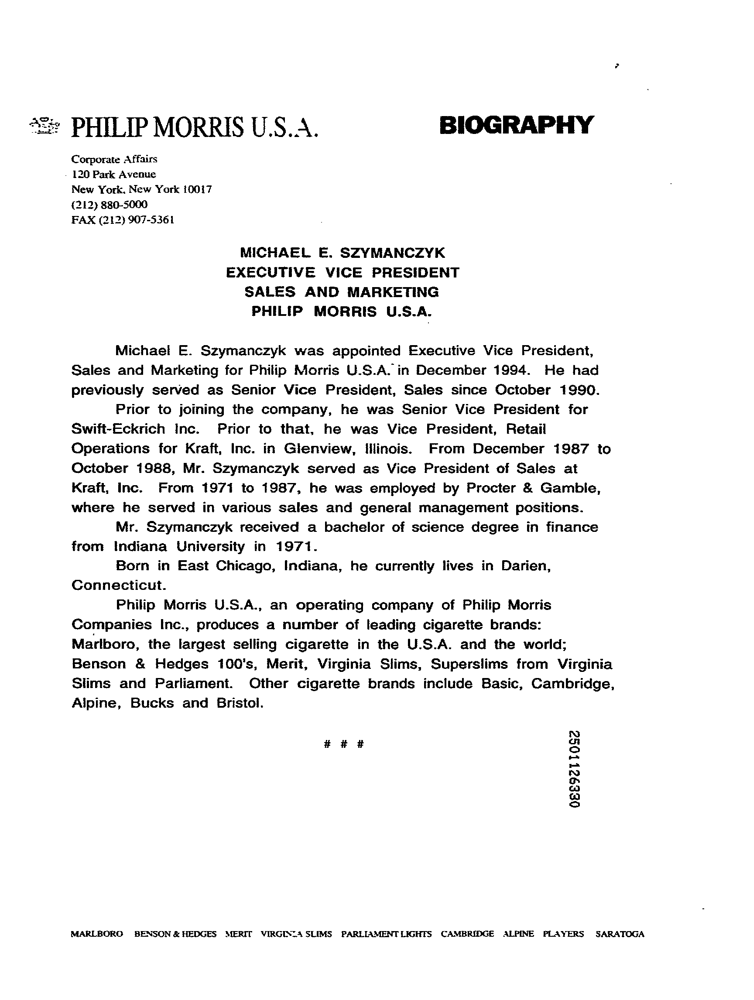 PHILIP MORRIS U.S.A.
BIOGRAPHY
Corporate Affairs
120 Park Avenue
New York, New York 10017
(212) 880-5000
FAX (212) 907-5361
MICHAEL E. SZYMANCZYK
EXECUTIVE VICE PRESIDENT
SALES AND MARKETING
PHILIP MORRIS U.S.A.
Michael E. Szymanczyk was appointed Executive Vice President,
Sales and Marketing for Philip Morris U.S.A. in December 1994. He had
previously served as Senior Vice President, Sales since October 1990.
Prior to joining the company, he was Senior Vice President for
Swift-Eckrich Inc. Prior to that, he was Vice President, Retail
Operations for Kraft, Inc. in Glenview, Illinois. From December 1987 to
October 1988, Mr. Szymanczyk served as Vice President of Sales at
Kraft, Inc. From 1971 to 1987, he was employed by Procter & Gamble,
where he served in various sales and general management positions.
Mr. Szymanczyk received a bachelor of science degree in finance
from Indiana University in 1971.
Born in East Chicago, Indiana, he currently lives in Darien,
Connecticut.
Philip Morris U.S.A., an operating company of Philip Morris
Companies Inc., produces a number of leading cigarette brands:
Marlboro, the largest selling cigarette in the U.S.A. and the world;
Benson & Hedges 100's, Merit, Virginia Slims, Superslims from Virginia
Slims and Parliament. Other cigarette brands include Basic, Cambridge,
Alpine, Bucks and Bristol.
# # #
2501126330
MARLBORO BENSON & HEDGES MERIT VIRGINIA SLIMS PARLIAMENT LIGHTS CAMBRIDGE ALPINE PLAYERS SARATOGA